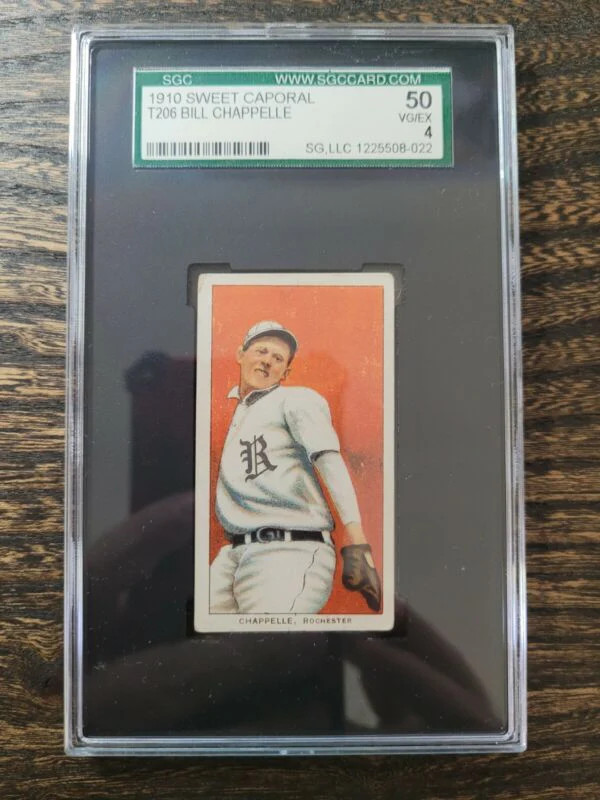 SGC WWW.SGCCARD.COM
1910 SWEET CAPORAL 50
T206 BILL CHAPPELLE VG/EX
4
SG,LLC 1225508-022
R
CHAPPELLE, ROCHESTER